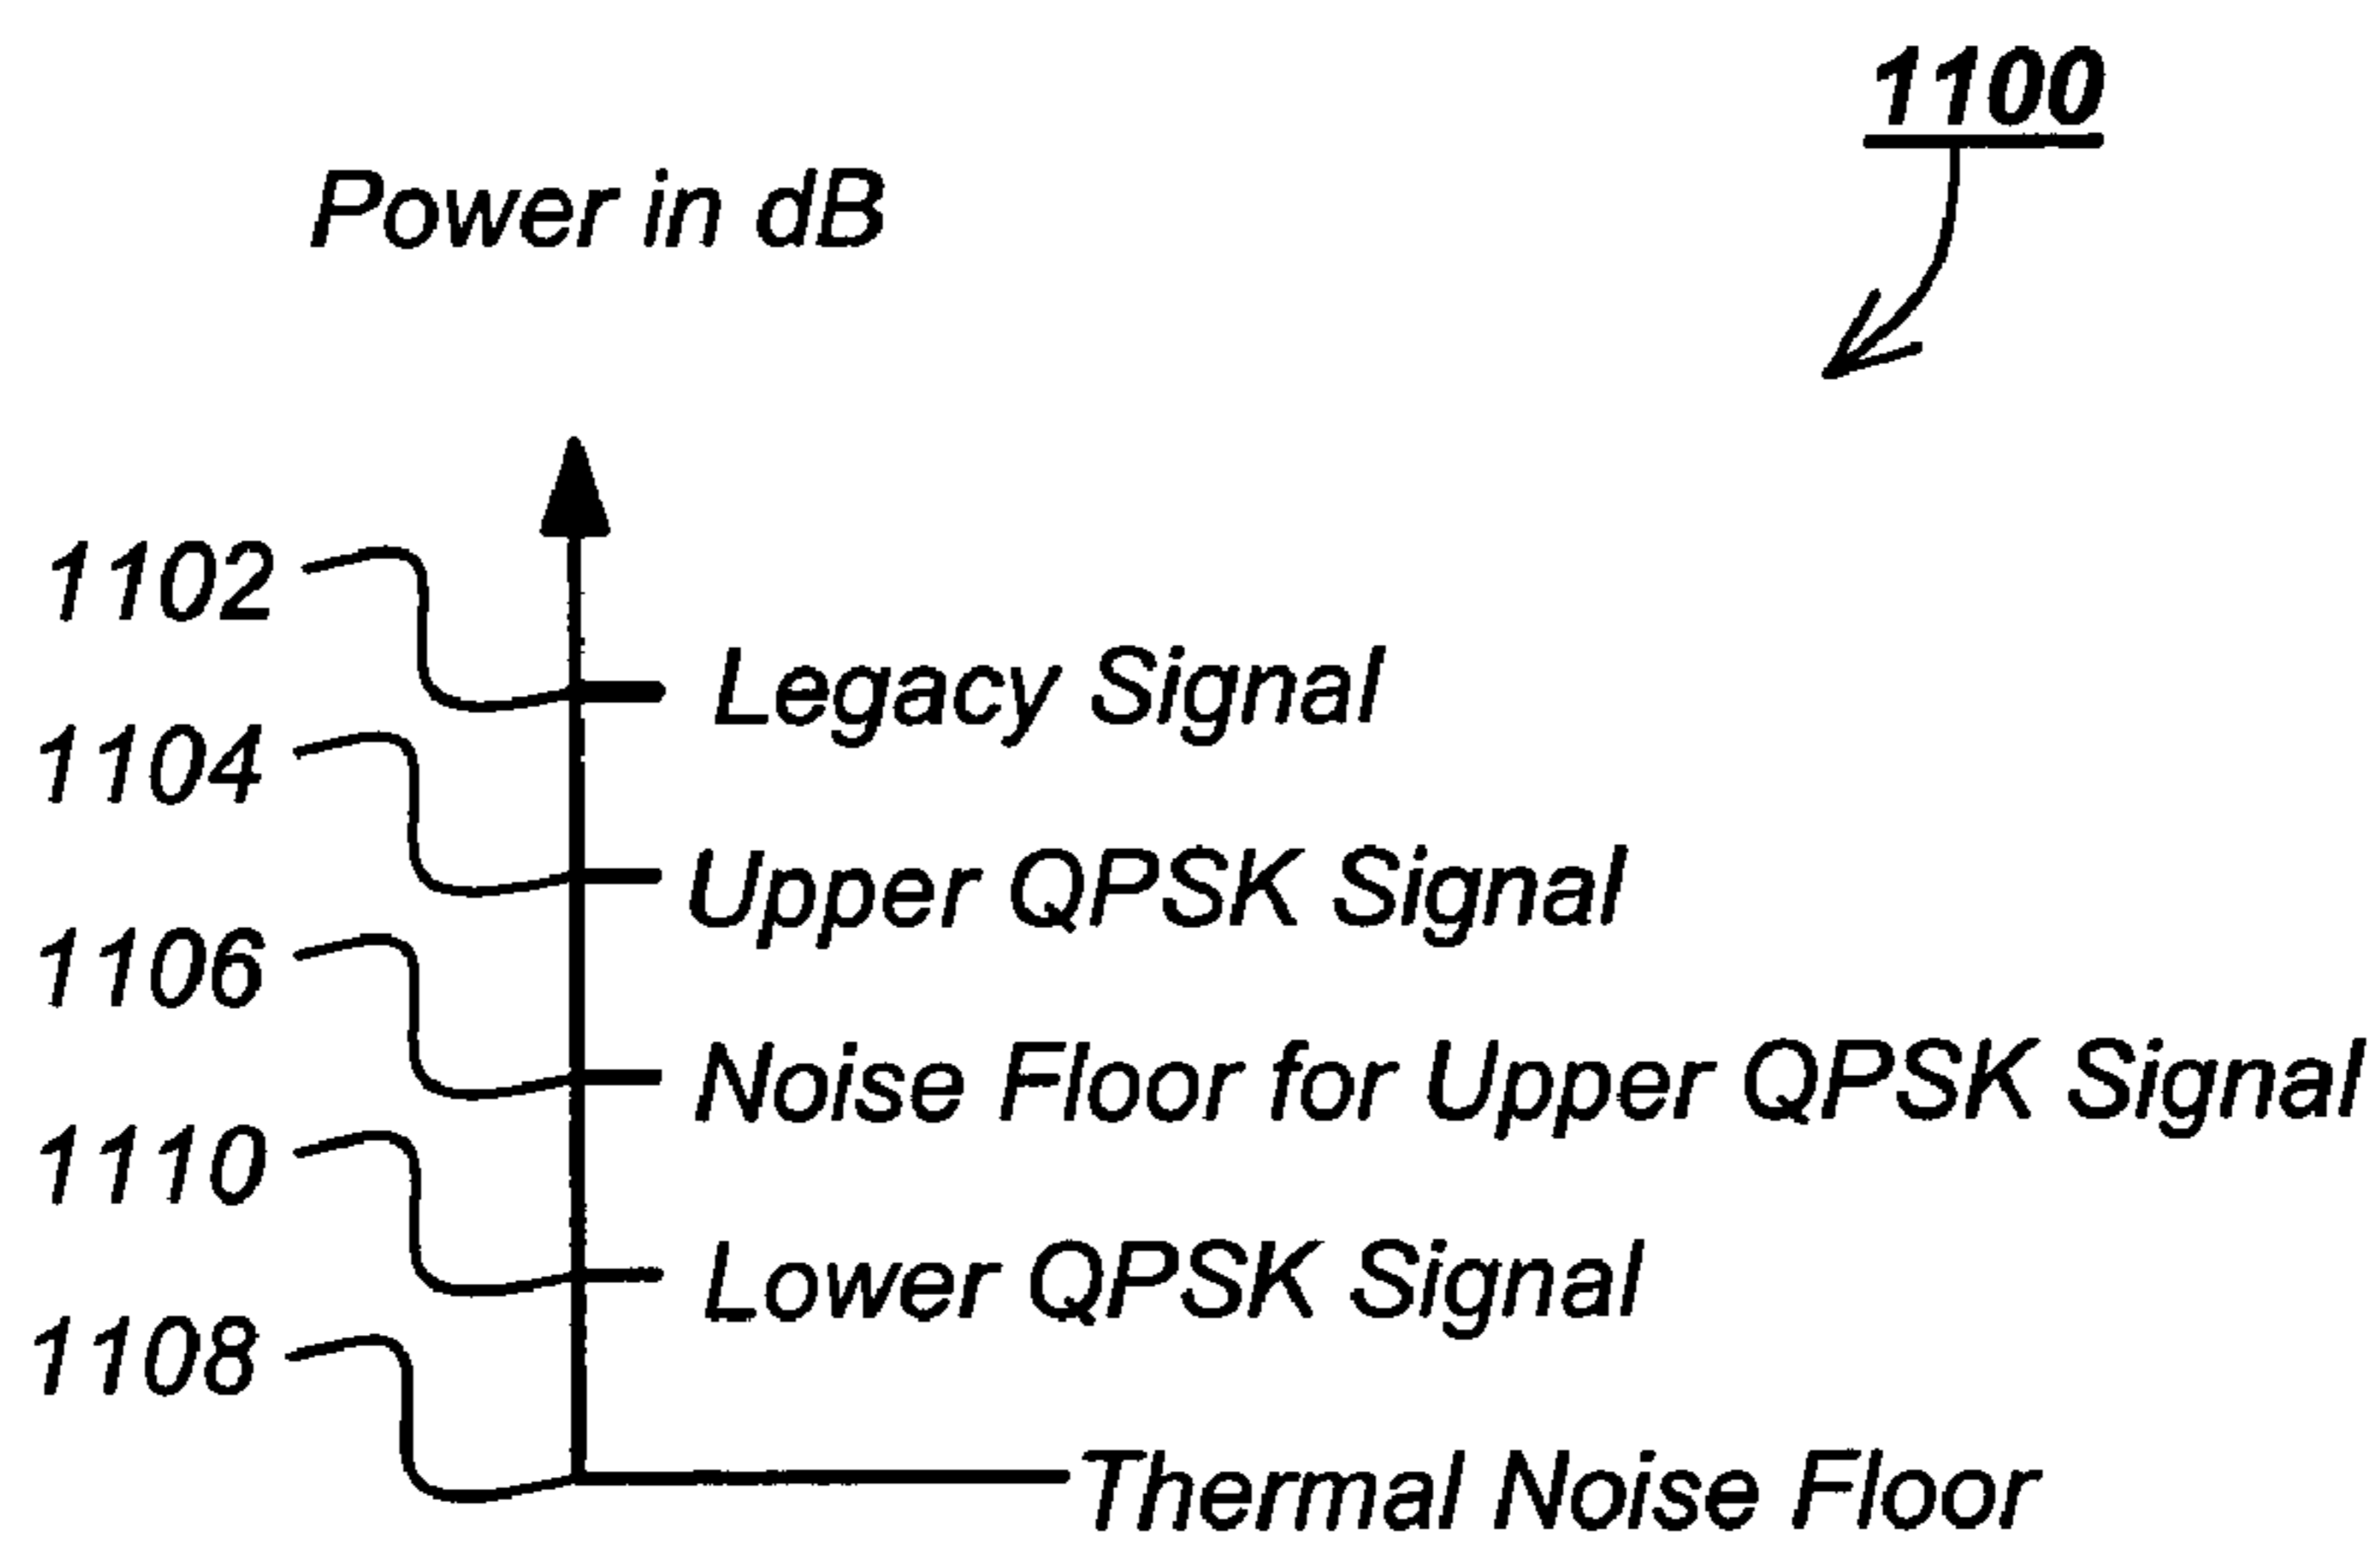 1100
Power in dB
1102
Legacy Signal
1104
Upper QPSK Signal
1106
Noise Floor for Upper QPSK Signal
1110
Lower QPSK Signal
1108
Thermal Noise Floor